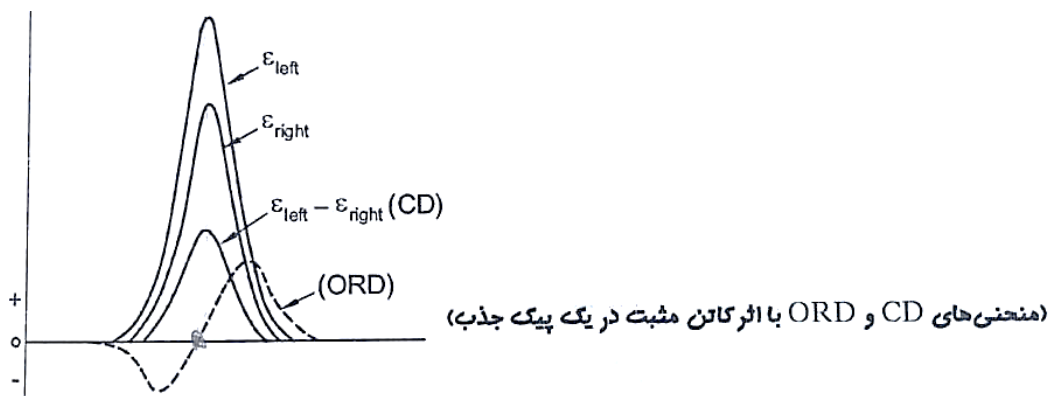 ε_left
ε_right
ε_left – ε_right (CD)
(ORD)
+
o
-
(منحنی‌های CD و ORD با اثر کاتن مثبت در یک پیک جذب)